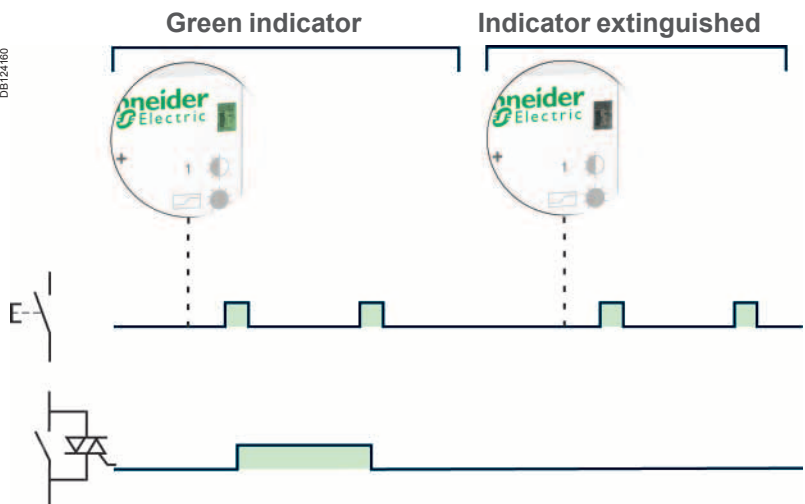 Green indicator
Indicator extinguished
DB124160
neider
Electric
+
1
neider
Electric
+
1